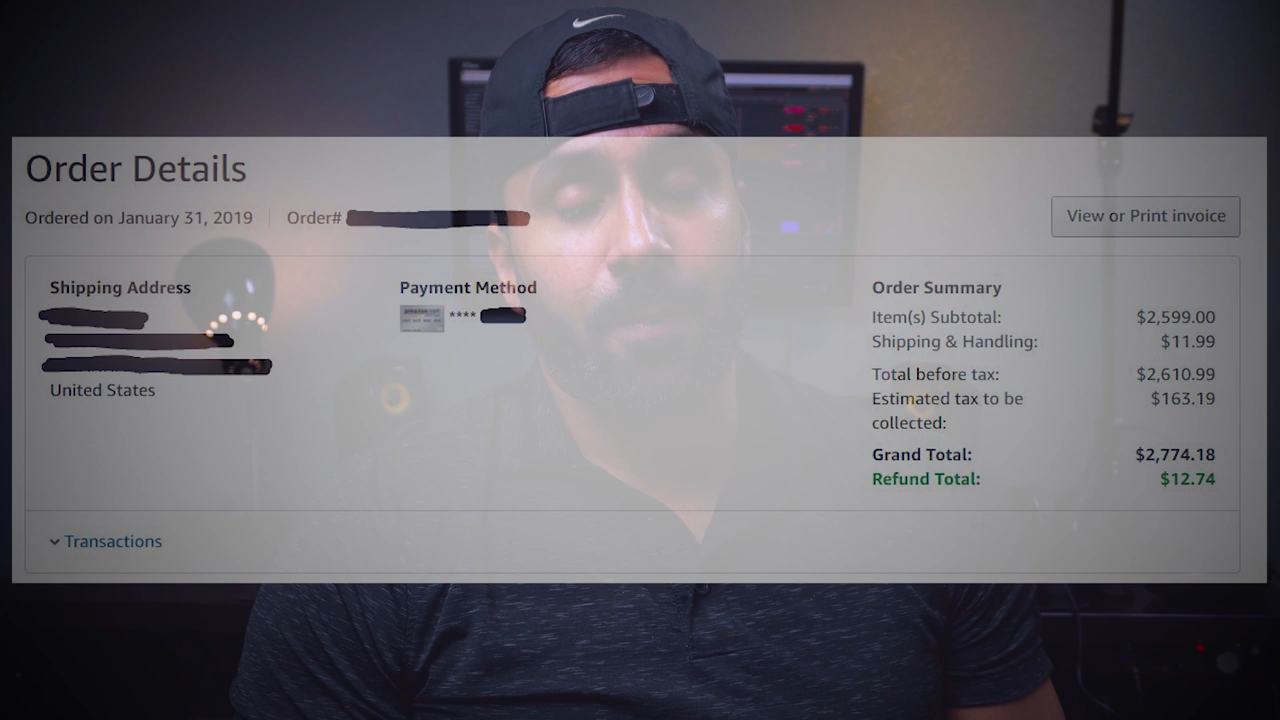 Order Details
Ordered on January 31, 2019 Order#
View or Print invoice
Shipping Address
United States
Payment Method
****
Order Summary
Item(s) Subtotal: $2,599.00
Shipping & Handling: $11.99
Total before tax: $2,610.99
Estimated tax to be $163.19
collected:
Grand Total: $2,774.18
Refund Total: $12.74
Transactions